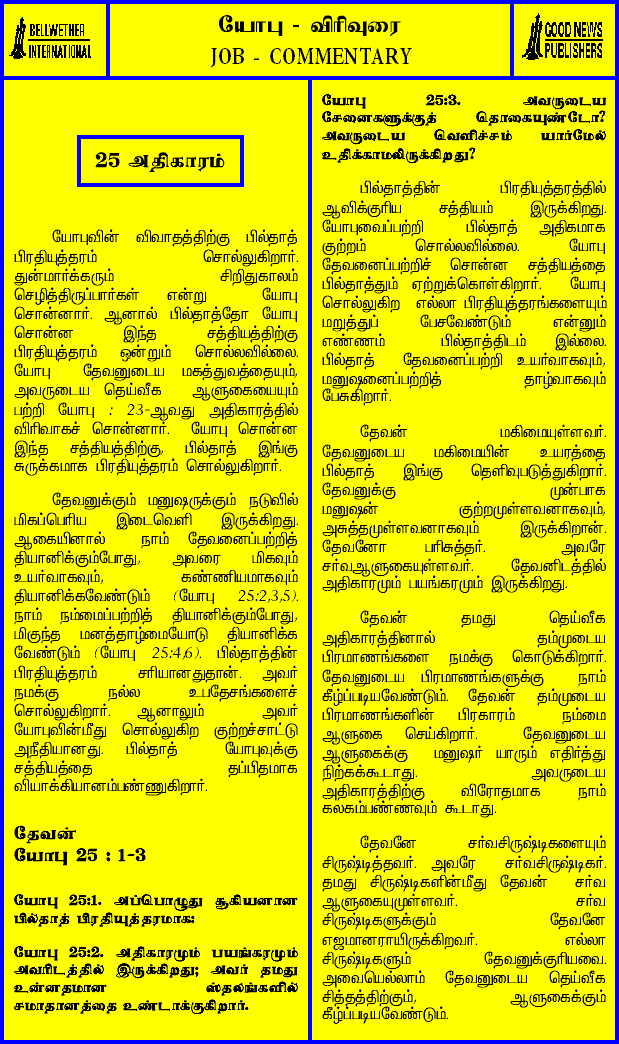 BELLWETHER
INTERNATIONAL
யோபு - விரிவுரை
JOB - COMMENTARY
GOOD NEWS
PUBLISHERS
25 அதிகாரம்
யோபுவின் விவாதத்திற்கு பில்தாத்
பிரதியுத்தரம் சொல்லுகிறார்.
துன்மார்க்கரும் சிறிதுகாலம்
செழித்திருப்பார்கள் என்று யோபு
சொன்னார். ஆனால் பில்தாத்தோ யோபு
சொன்ன இந்த சத்தியத்திற்கு
பிரதியுத்தரம் ஒன்றும் சொல்லவில்லை.
யோபு தேவனுடைய மகத்துவத்தையும்,
அவருடைய தெய்வீக ஆளுகையையும்
பற்றி யோபு : 23-ஆவது அதிகாரத்தில்
விரிவாகச் சொன்னார். யோபு சொன்ன
இந்த சத்தியத்திற்கு, பில்தாத் இங்கு
சுருக்கமாக பிரதியுத்தரம் சொல்லுகிறார்.
தேவனுக்கும் மனுஷருக்கும் நடுவில்
மிகப்பெரிய இடைவெளி இருக்கிறது.
ஆகையினால் நாம் தேவனைப்பற்றித்
தியானிக்கும்போது, அவரை மிகவும்
உயர்வாகவும், கண்ணியமாகவும்
தியானிக்கவேண்டும் (யோபு 25:2,3,5).
நாம் நம்மைப்பற்றித் தியானிக்கும்போது,
மிகுந்த மனத்தாழ்மையோடு தியானிக்க
வேண்டும் (யோபு 25:4,6). பில்தாத்தின்
பிரதியுத்தரம் சரியானதுதான். அவர்
நமக்கு நல்ல உபதேசங்களைச்
சொல்லுகிறார். ஆனாலும் அவர்
யோபுவின்மீது சொல்லுகிற குற்றச்சாட்டு
அநீதியானது. பில்தாத் யோபுவுக்கு
சத்தியத்தை தப்பிதமாக
வியாக்கியானம்பண்ணுகிறார்.
தேவன்
யோபு 25 : 1-3
யோபு 25:1. அப்பொழுது சூகியனான
பில்தாத் பிரதியுத்தரமாக:
யோபு 25:2. அதிகாரமும் பயங்கரமும்
அவரிடத்தில் இருக்கிறது; அவர் தமது
உன்னதமான ஸ்தலங்களில்
சமாதானத்தை உண்டாக்குகிறார்.
யோபு 25:3. அவருடைய
சேனைகளுக்குத் தொகையுண்டோ?
அவருடைய வெளிச்சம் யார்மேல்
உதிக்காமலிருக்கிறது?
பில்தாத்தின் பிரதியுத்தரத்தில்
ஆவிக்குரிய சத்தியம் இருக்கிறது.
யோபுவைப்பற்றி பில்தாத் அதிகமாக
குற்றம் சொல்லவில்லை. யோபு
தேவனைப்பற்றிச் சொன்ன சத்தியத்தை
பில்தாத்தும் ஏற்றுக்கொள்கிறார். யோபு
சொல்லுகிற எல்லா பிரதியுத்தரங்களையும்
மறுத்துப் பேசவேண்டும் என்னும்
எண்ணம் பில்தாத்திடம் இல்லை.
பில்தாத் தேவனைப்பற்றி உயர்வாகவும்,
மனுஷனைப்பற்றித் தாழ்வாகவும்
பேசுகிறார்.
தேவன் மகிமையுள்ளவர்.
தேவனுடைய மகிமையின் உயரத்தை
பில்தாத் இங்கு தெளிவுபடுத்துகிறார்.
தேவனுக்கு முன்பாக
மனுஷன் குற்றமுள்ளவனாகவும்,
அசுத்தமுள்ளவனாகவும் இருக்கிறான்.
தேவனோ பரிசுத்தர். அவரே
சர்வஆளுகையுள்ளவர். தேவனிடத்தில்
அதிகாரமும் பயங்கரமும் இருக்கிறது.
தேவன் தமது தெய்வீக
அதிகாரத்தினால் தம்முடைய
பிரமாணங்களை நமக்கு கொடுக்கிறார்.
தேவனுடைய பிரமாணங்களுக்கு நாம்
கீழ்ப்படியவேண்டும். தேவன் தம்முடைய
பிரமாணங்களின் பிரகாரம் நம்மை
ஆளுகை செய்கிறார். தேவனுடைய
ஆளுகைக்கு மனுஷர் யாரும் எதிர்த்து
நிற்கக்கூடாது. அவருடைய
அதிகாரத்திற்கு விரோதமாக நாம்
கலகம்பண்ணவும் கூடாது.
தேவனே சர்வசிருஷ்டிகளையும்
சிருஷ்டித்தவர். அவரே சர்வசிருஷ்டிகர்.
தமது சிருஷ்டிகளின்மீது தேவன் சர்வ
ஆளுகையுமுள்ளவர். சர்வ
சிருஷ்டிகளுக்கும் தேவனே
எஜமானராயிருக்கிறவர். எல்லா
சிருஷ்டிகளும் தேவனுக்குரியவை.
அவையெல்லாம் தேவனுடைய தெய்வீக
சித்தத்திற்கும், ஆளுகைக்கும்
கீழ்ப்படியவேண்டும்.